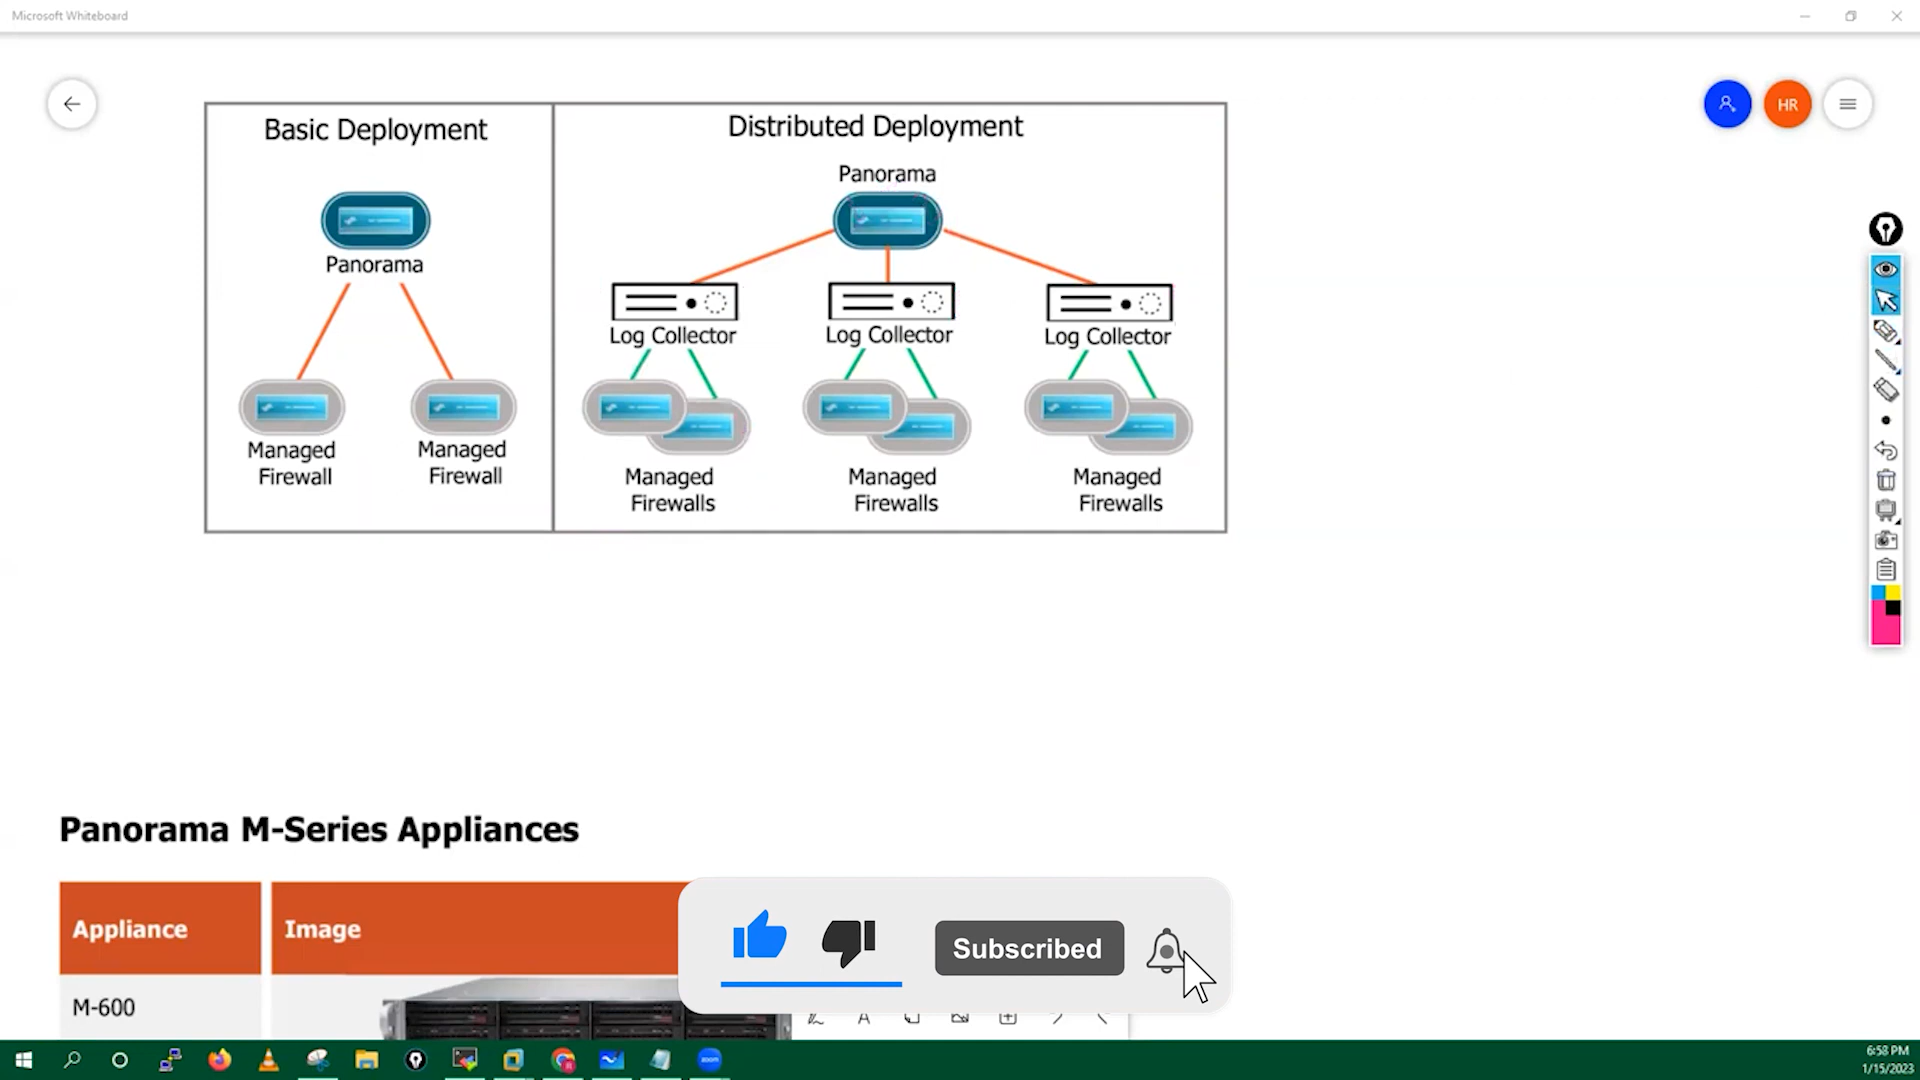 Microsoft Whiteboard
HR
Basic Deployment
Panorama
Managed
Firewall
Managed
Firewall
Distributed Deployment
Panorama
Log Collector
Log Collector
Log Collector
Managed
Firewalls
Managed
Firewalls
Managed
Firewalls
Panorama M-Series Appliances
Appliance
Image
M-600
Subscribed
zoom
6:58 PM
1/15/2023